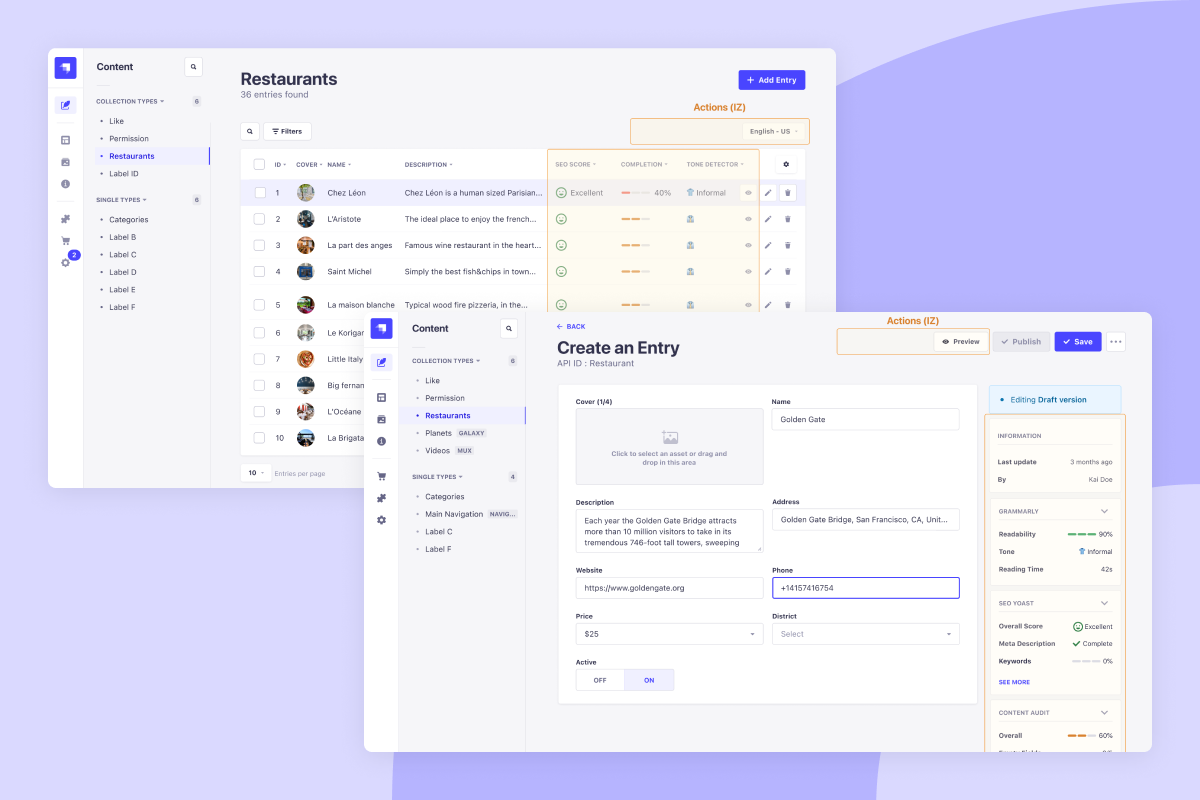 Content
COLLECTION TYPES
6
Like
Permission
Restaurants
Label ID
SINGLE TYPES
6
Categories
Label B
Label C
Label D
Label E
Label F
2
Restaurants
36 entries found
Add Entry
Actions (IZ)
Filters
English - US
ID
COVER
NAME
DESCRIPTION
SEO SCORE
COMPLETION
TONE DETECTOR
1
Chez Léon
Chez Léon is a human sized Parisian...
Excellent
40%
Informal
2
L'Aristote
The ideal place to enjoy the french...
3
La part des anges
Famous wine restaurant in the heart...
4
Saint Michel
Simply the best fish&chips in town...
5
La maison blanche
Typical wood fire pizzeria, in the...
6
Le Korigar
7
Little Italy
8
Big fernan
9
L'Océane
10
La Brigata
10
Entries per page
Content
COLLECTION TYPES
6
Like
Permission
Restaurants
Planets
GALAXY
Videos
MUX
SINGLE TYPES
4
Categories
Main Navigation
NAVIG...
Label C
Label F
BACK
Create an Entry
API ID : Restaurant
Actions (IZ)
Preview
Publish
Save
Cover (1/4)
Click to select an asset or drag and
drop in this area
Name
Golden Gate
Description
Each year the Golden Gate Bridge attracts
more than 10 million visitors to take in its
tremendous 746-foot tall towers, sweeping
Address
Golden Gate Bridge, San Francisco, CA, Unit...
Website
https://www.goldengate.org
Phone
+14157416754
Price
$25
District
Select
Active
OFF
ON
Editing Draft version
INFORMATION
Last update
3 months ago
By
Kai Doe
GRAMMARLY
Readability
90%
Tone
Informal
Reading Time
42s
SEO YOAST
Overall Score
Excellent
Meta Description
Complete
Keywords
0%
SEE MORE
CONTENT AUDIT
Overall
60%